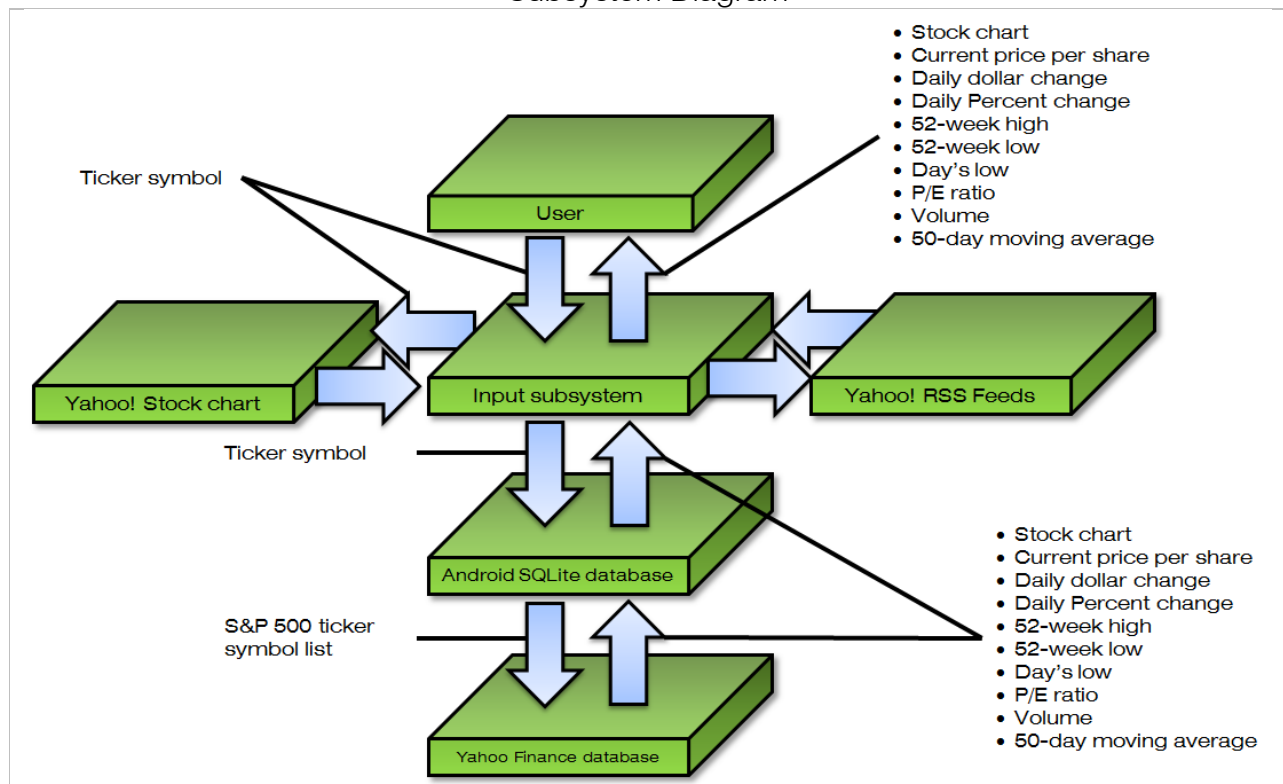 Subsystem Diagram
• Stock chart
• Current price per share
• Daily dollar change
• Daily Percent change
• 52-week high
• 52-week low
• Day's low
• P/E ratio
• Volume
• 50-day moving average
Ticker symbol
User
Yahoo! Stock chart
Input subsystem
Yahoo! RSS Feeds
Ticker symbol
Android SQLite database
S&P 500 ticker
symbol list
• Stock chart
• Current price per share
• Daily dollar change
• Daily Percent change
• 52-week high
• 52-week low
• Day's low
• P/E ratio
• Volume
• 50-day moving average
Yahoo Finance database